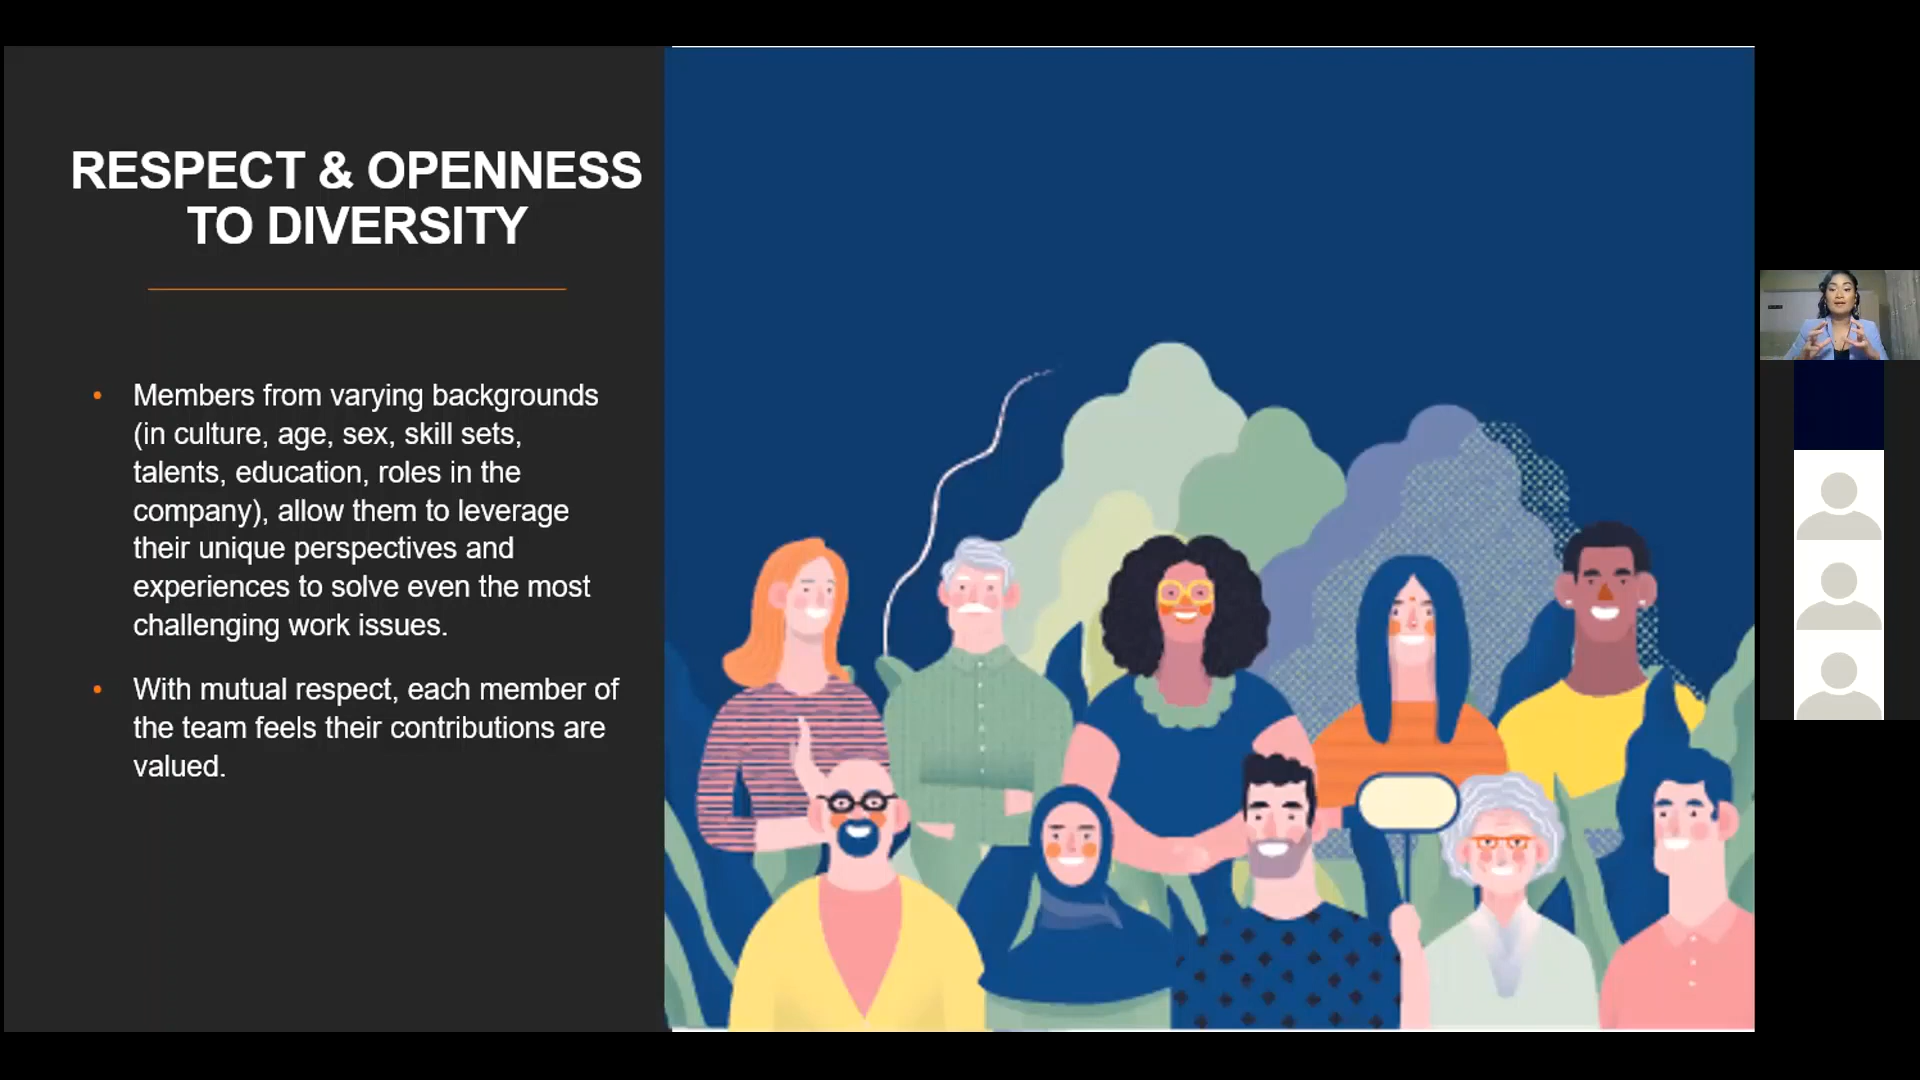 RESPECT & OPENNESS
TO DIVERSITY
• Members from varying backgrounds
(in culture, age, sex, skill sets,
talents, education, roles in the
company), allow them to leverage
their unique perspectives and
experiences to solve even the most
challenging work issues.
• With mutual respect, each member of
the team feels their contributions are
valued.